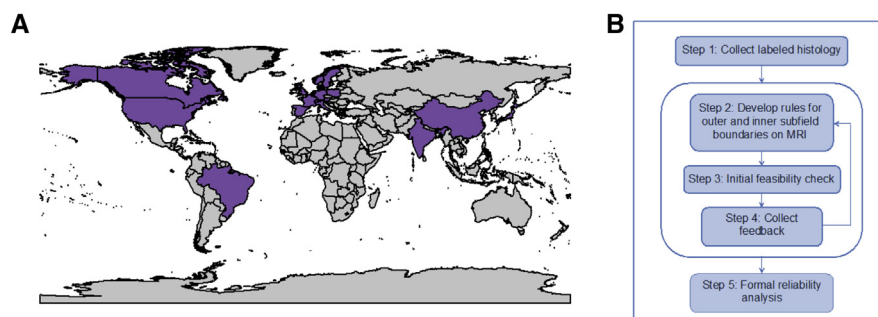 A
B
Step 1: Collect labeled histology
Step 2: Develop rules for
outer and inner subfield
boundaries on MRI
Step 3: Initial feasibility check
Step 4: Collect
feedback
Step 5: Formal reliability
analysis